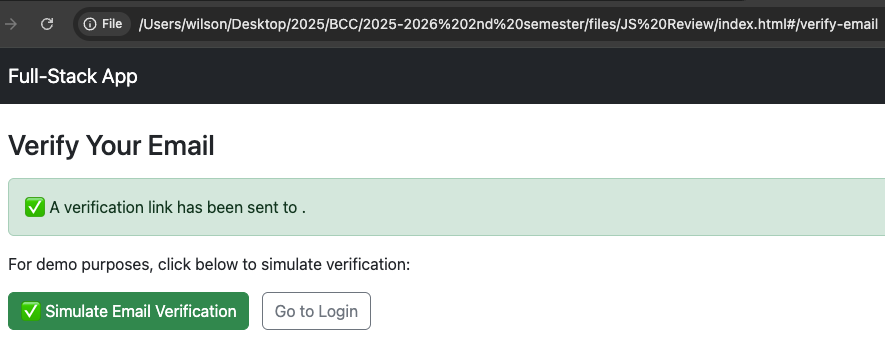 File /Users/wilson/Desktop/2025/BCC/2025-2026%202nd%20semester/files/JS%20Review/index.html#/verify-email
Full-Stack App
Verify Your Email
✅ A verification link has been sent to .
For demo purposes, click below to simulate verification:
✅ Simulate Email Verification Go to Login